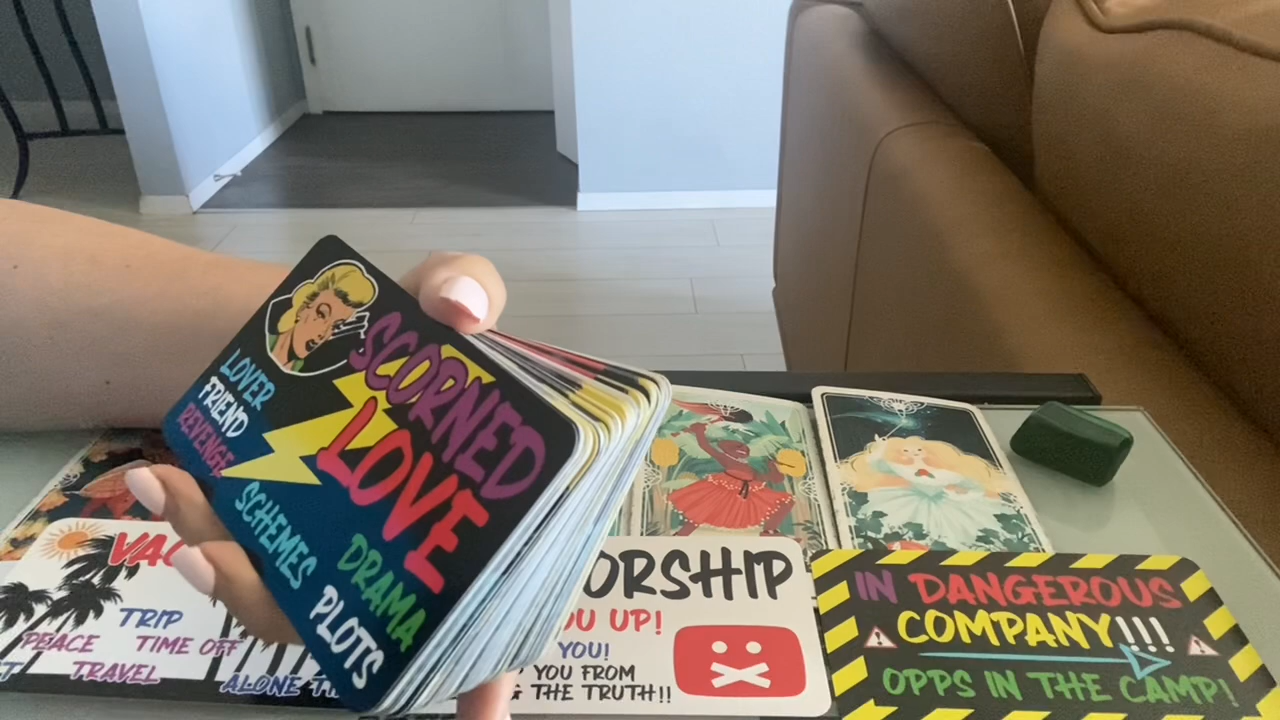 SCORNED
LOVE
LOVER
FRIEND
REVENGE
SCHEMES
DRAMA
PLOTS
TRIP
PEACE TIME OFF
TRAVEL
ALONE
ORSHIP
OU UP!
YOU!
YOU FROM
THE TRUTH!!
IN DANGEROUS
COMPANY!!!
OPPS IN THE CAMP!